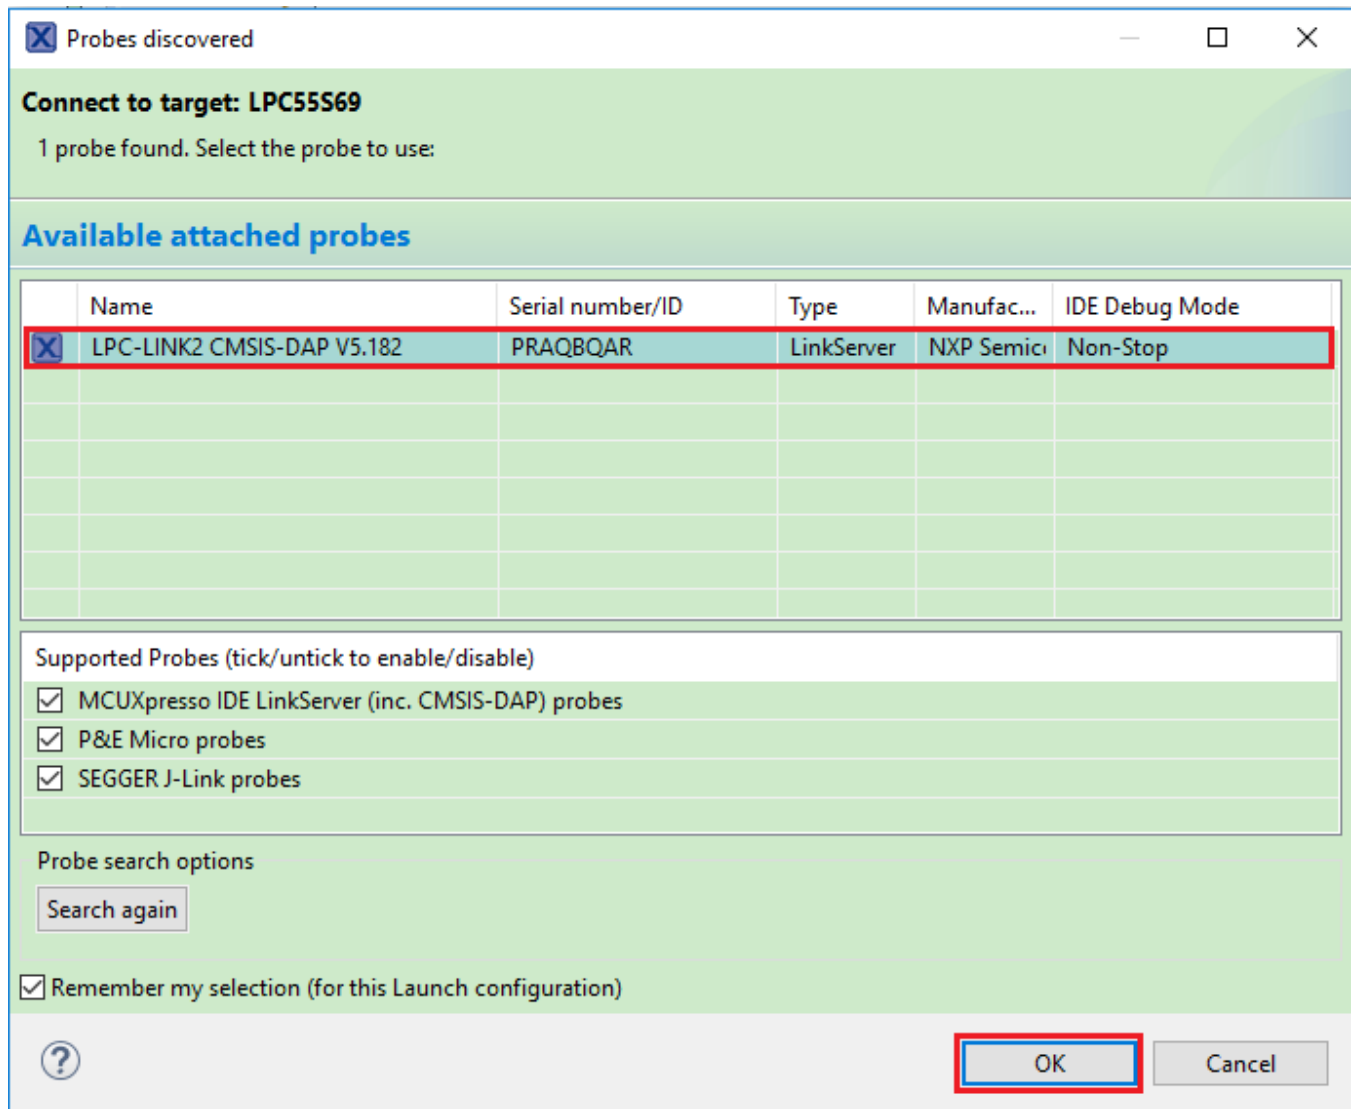 Probes discovered
Connect to target: LPC55S69
1 probe found. Select the probe to use:
Available attached probes
Name Serial number/ID Type Manufac... IDE Debug Mode
LPC-LINK2 CMSIS-DAP V5.182 PRAQBQAR LinkServer NXP Semic Non-Stop
Supported Probes (tick/untick to enable/disable)
MCUXpresso IDE LinkServer (inc. CMSIS-DAP) probes
P&E Micro probes
SEGGER J-Link probes
Probe search options
Search again
Remember my selection (for this Launch configuration)
? OK Cancel